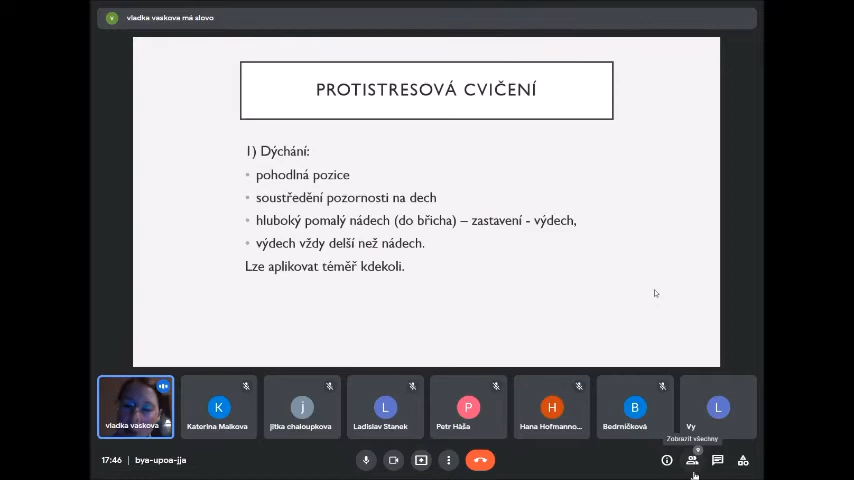 vladka vaskova má slovo
PROTISTRESOVÁ CVIČENÍ
1) Dýchání:
• pohodlná pozice
• soustředění pozornosti na dech
• hluboký pomalý nádech (do břicha) – zastavení - výdech,
• výdech vždy delší než nádech.
Lze aplikovat téměř kdekoli.
K
j
L
P
H
B
L
vladka vaskova
Katerina Malkova
jitka chaloupkova
Ladislav Stanek
Petr Háša
Hana Hofmanno...
Bedrníčková
Vy
Zobrazit všechny
9
17:46 | bya-upoa-jja